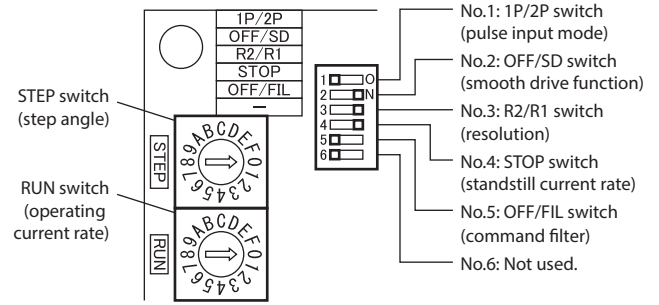 1P/2P
OFF/SD
R2/R1
STOP
OFF/FIL
—
STEP switch
(step angle)
RUN switch
(operating
current rate)
STEP
0123456789ABCDEF
RUN
0123456789ABCDEF
1 O
2 N
3
4
5
6
No.1: 1P/2P switch
(pulse input mode)
No.2: OFF/SD switch
(smooth drive function)
No.3: R2/R1 switch
(resolution)
No.4: STOP switch
(standstill current rate)
No.5: OFF/FIL switch
(command filter)
No.6: Not used.